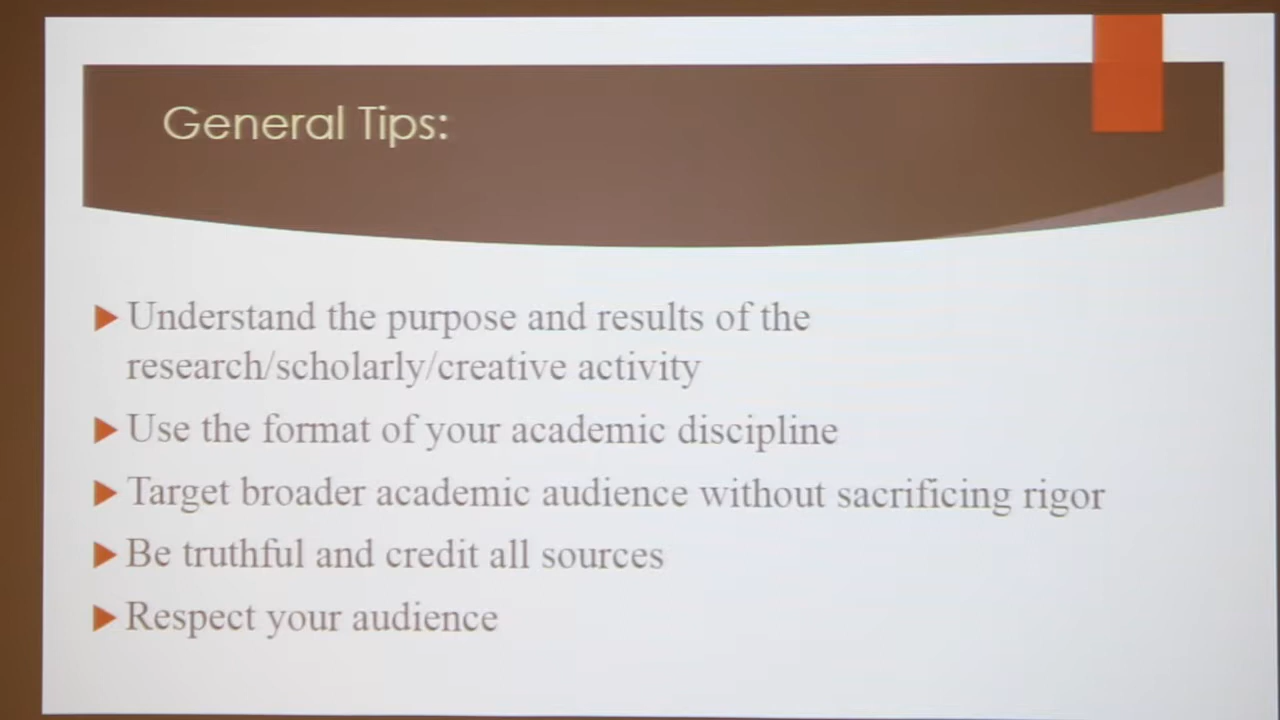 General Tips:
Understand the purpose and results of the
research/scholarly/creative activity
Use the format of your academic discipline
Target broader academic audience without sacrificing rigor
Be truthful and credit all sources
Respect your audience